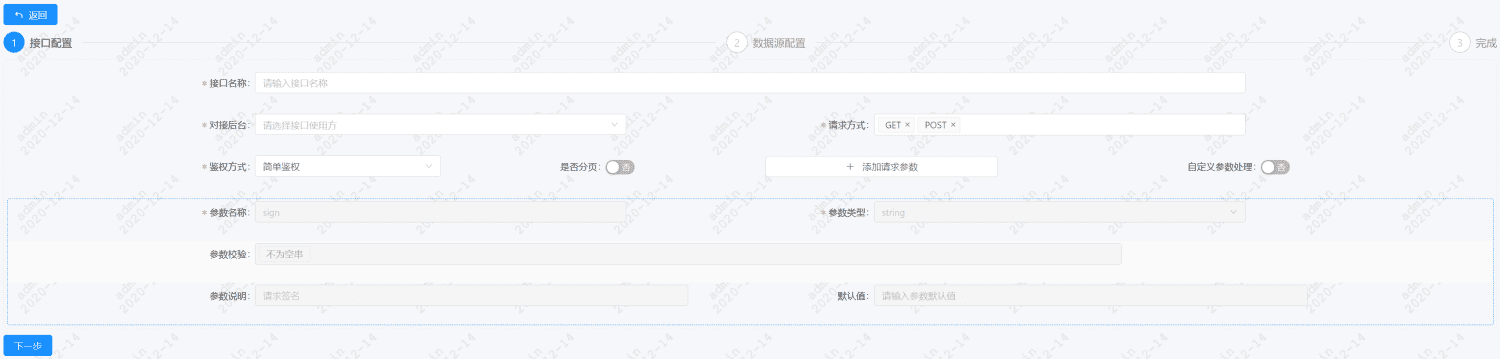 返回
1 接口配置 2 数据源配置 3 完成
* 接口名称: 请输入接口名称
* 对接后台: 请选择接口使用方 * 请求方式: GET × POST ×
* 鉴权方式: 简单鉴权 是否分页: 否 + 添加请求参数 自定义参数处理: 否
* 参数名称: sign * 参数类型: string
参数校验: 不为空串
参数说明: 请求签名 默认值: 请输入参数默认值
下一步
admin
2020-12-14